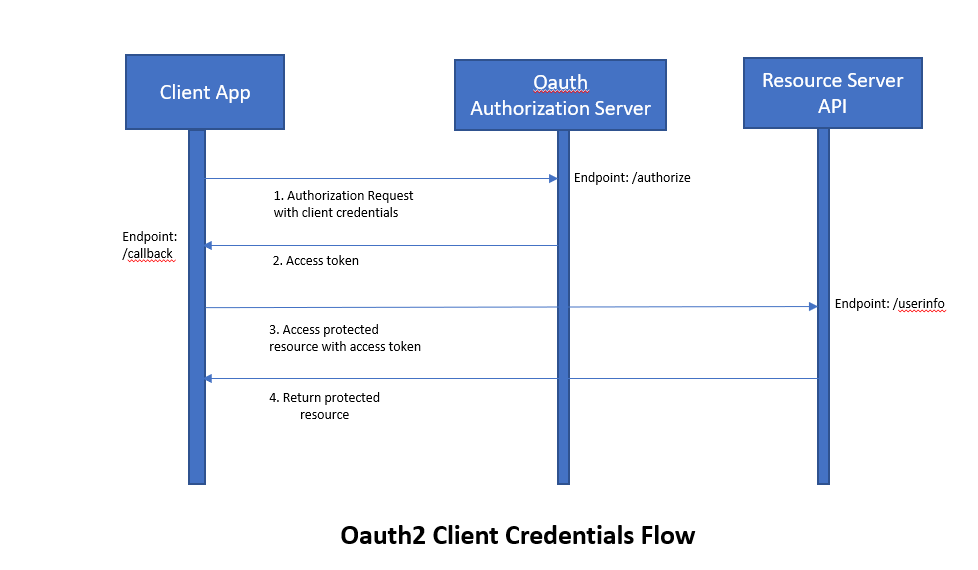 Client App
Oauth
Authorization Server
Resource Server
API
Endpoint: /authorize
1. Authorization Request
with client credentials
Endpoint:
/callback
2. Access token
Endpoint: /userinfo
3. Access protected
resource with access token
4. Return protected
resource
Oauth2 Client Credentials Flow